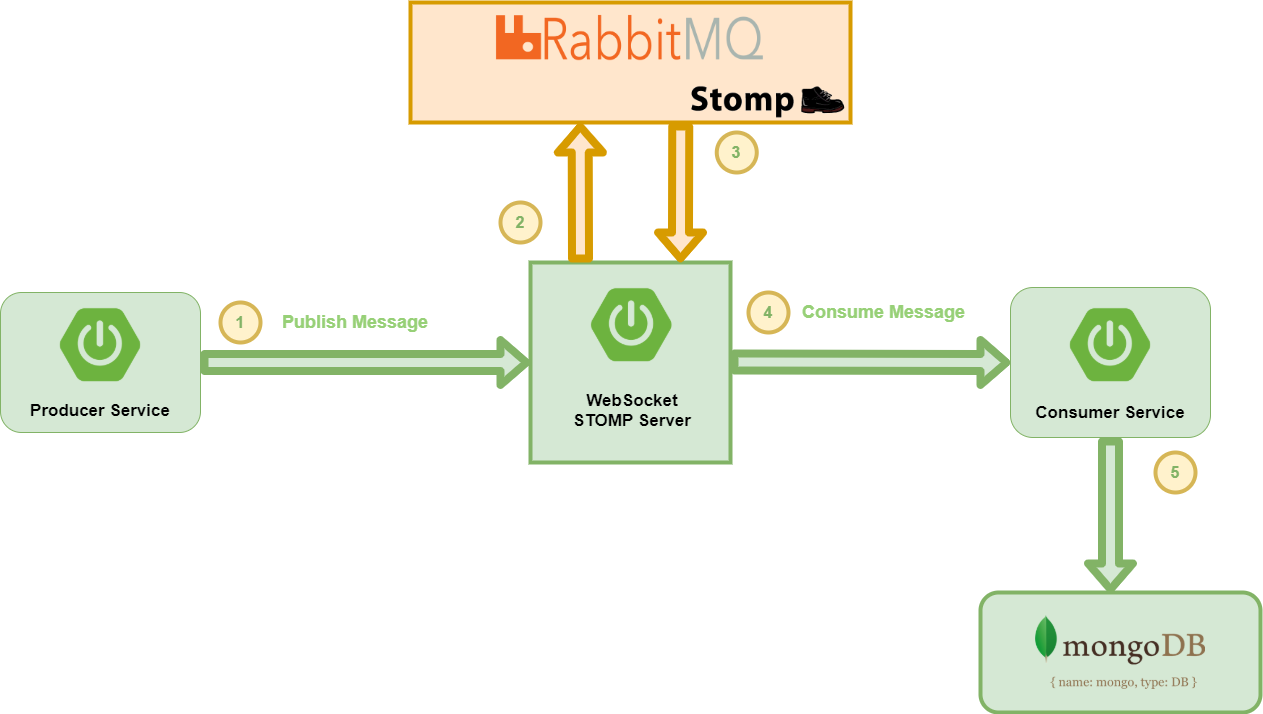 RabbitMQ
Stomp
3
2
1
Publish Message
4
Consume Message
Producer Service
WebSocket
STOMP Server
Consumer Service
5
mongoDB
{ name: mongo, type: DB }